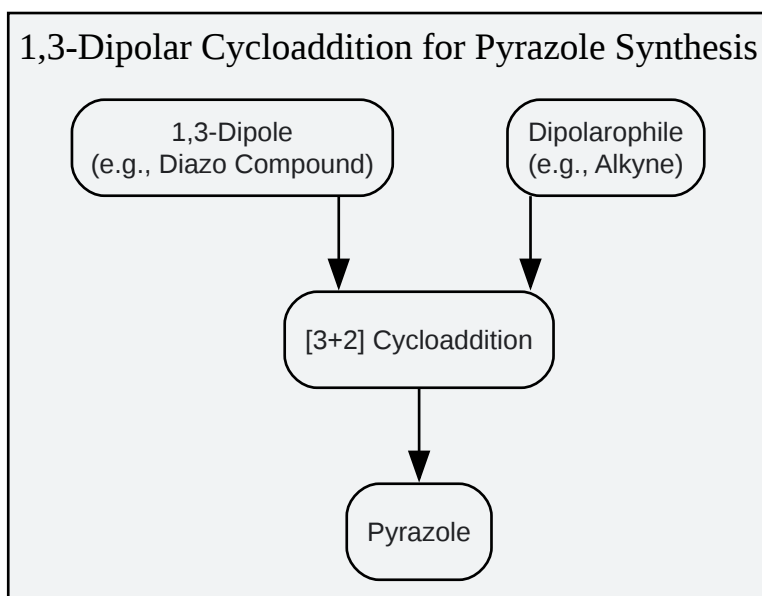 1,3-Dipolar Cycloaddition for Pyrazole Synthesis
1,3-Dipole
(e.g., Diazo Compound)
Dipolarophile
(e.g., Alkyne)
[3+2] Cycloaddition
Pyrazole